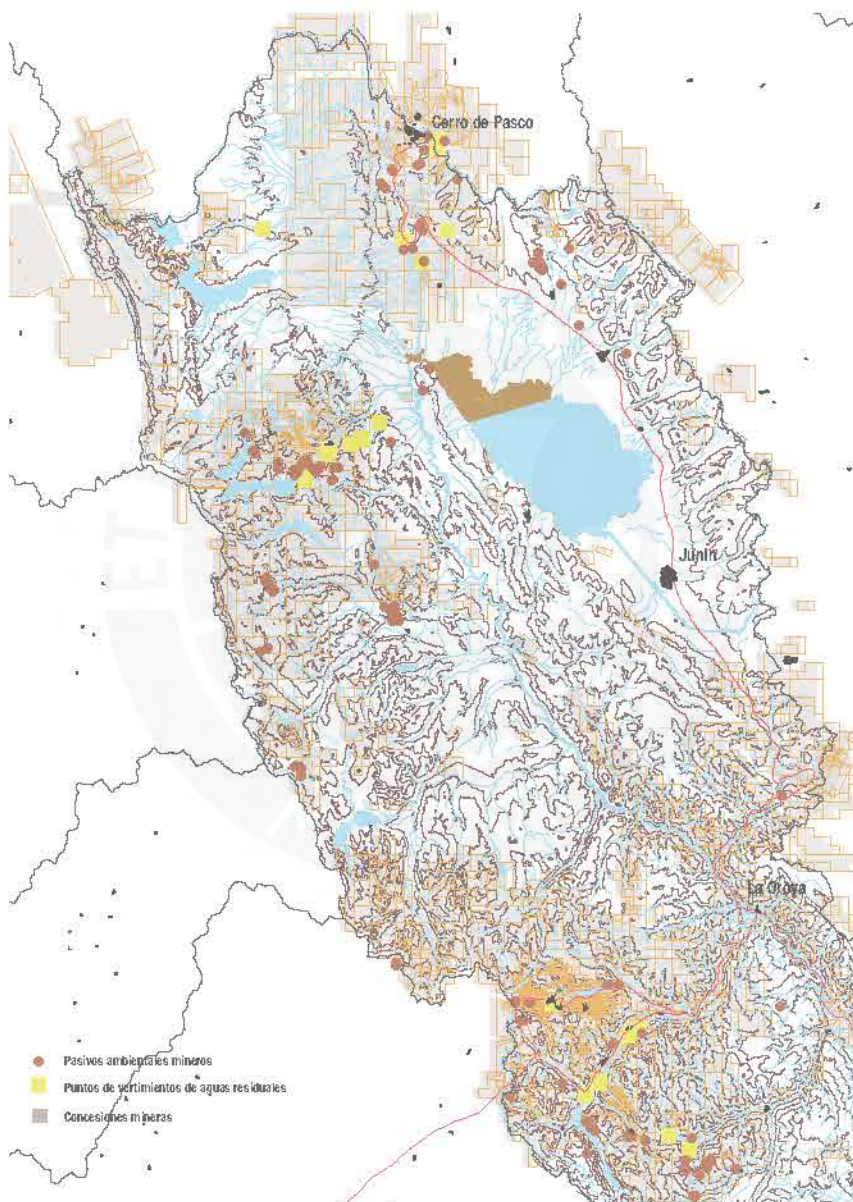 Cerro de Pasco
Junín
La Oroya
Pasivos ambientales mineros
Puntos de vertimientos de aguas residuales
Concesiones mineras